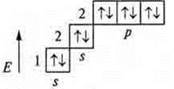 2 ↑↓ ↑↓ ↑↓
2 ↑↓ p
E 1 ↑↓ s
s